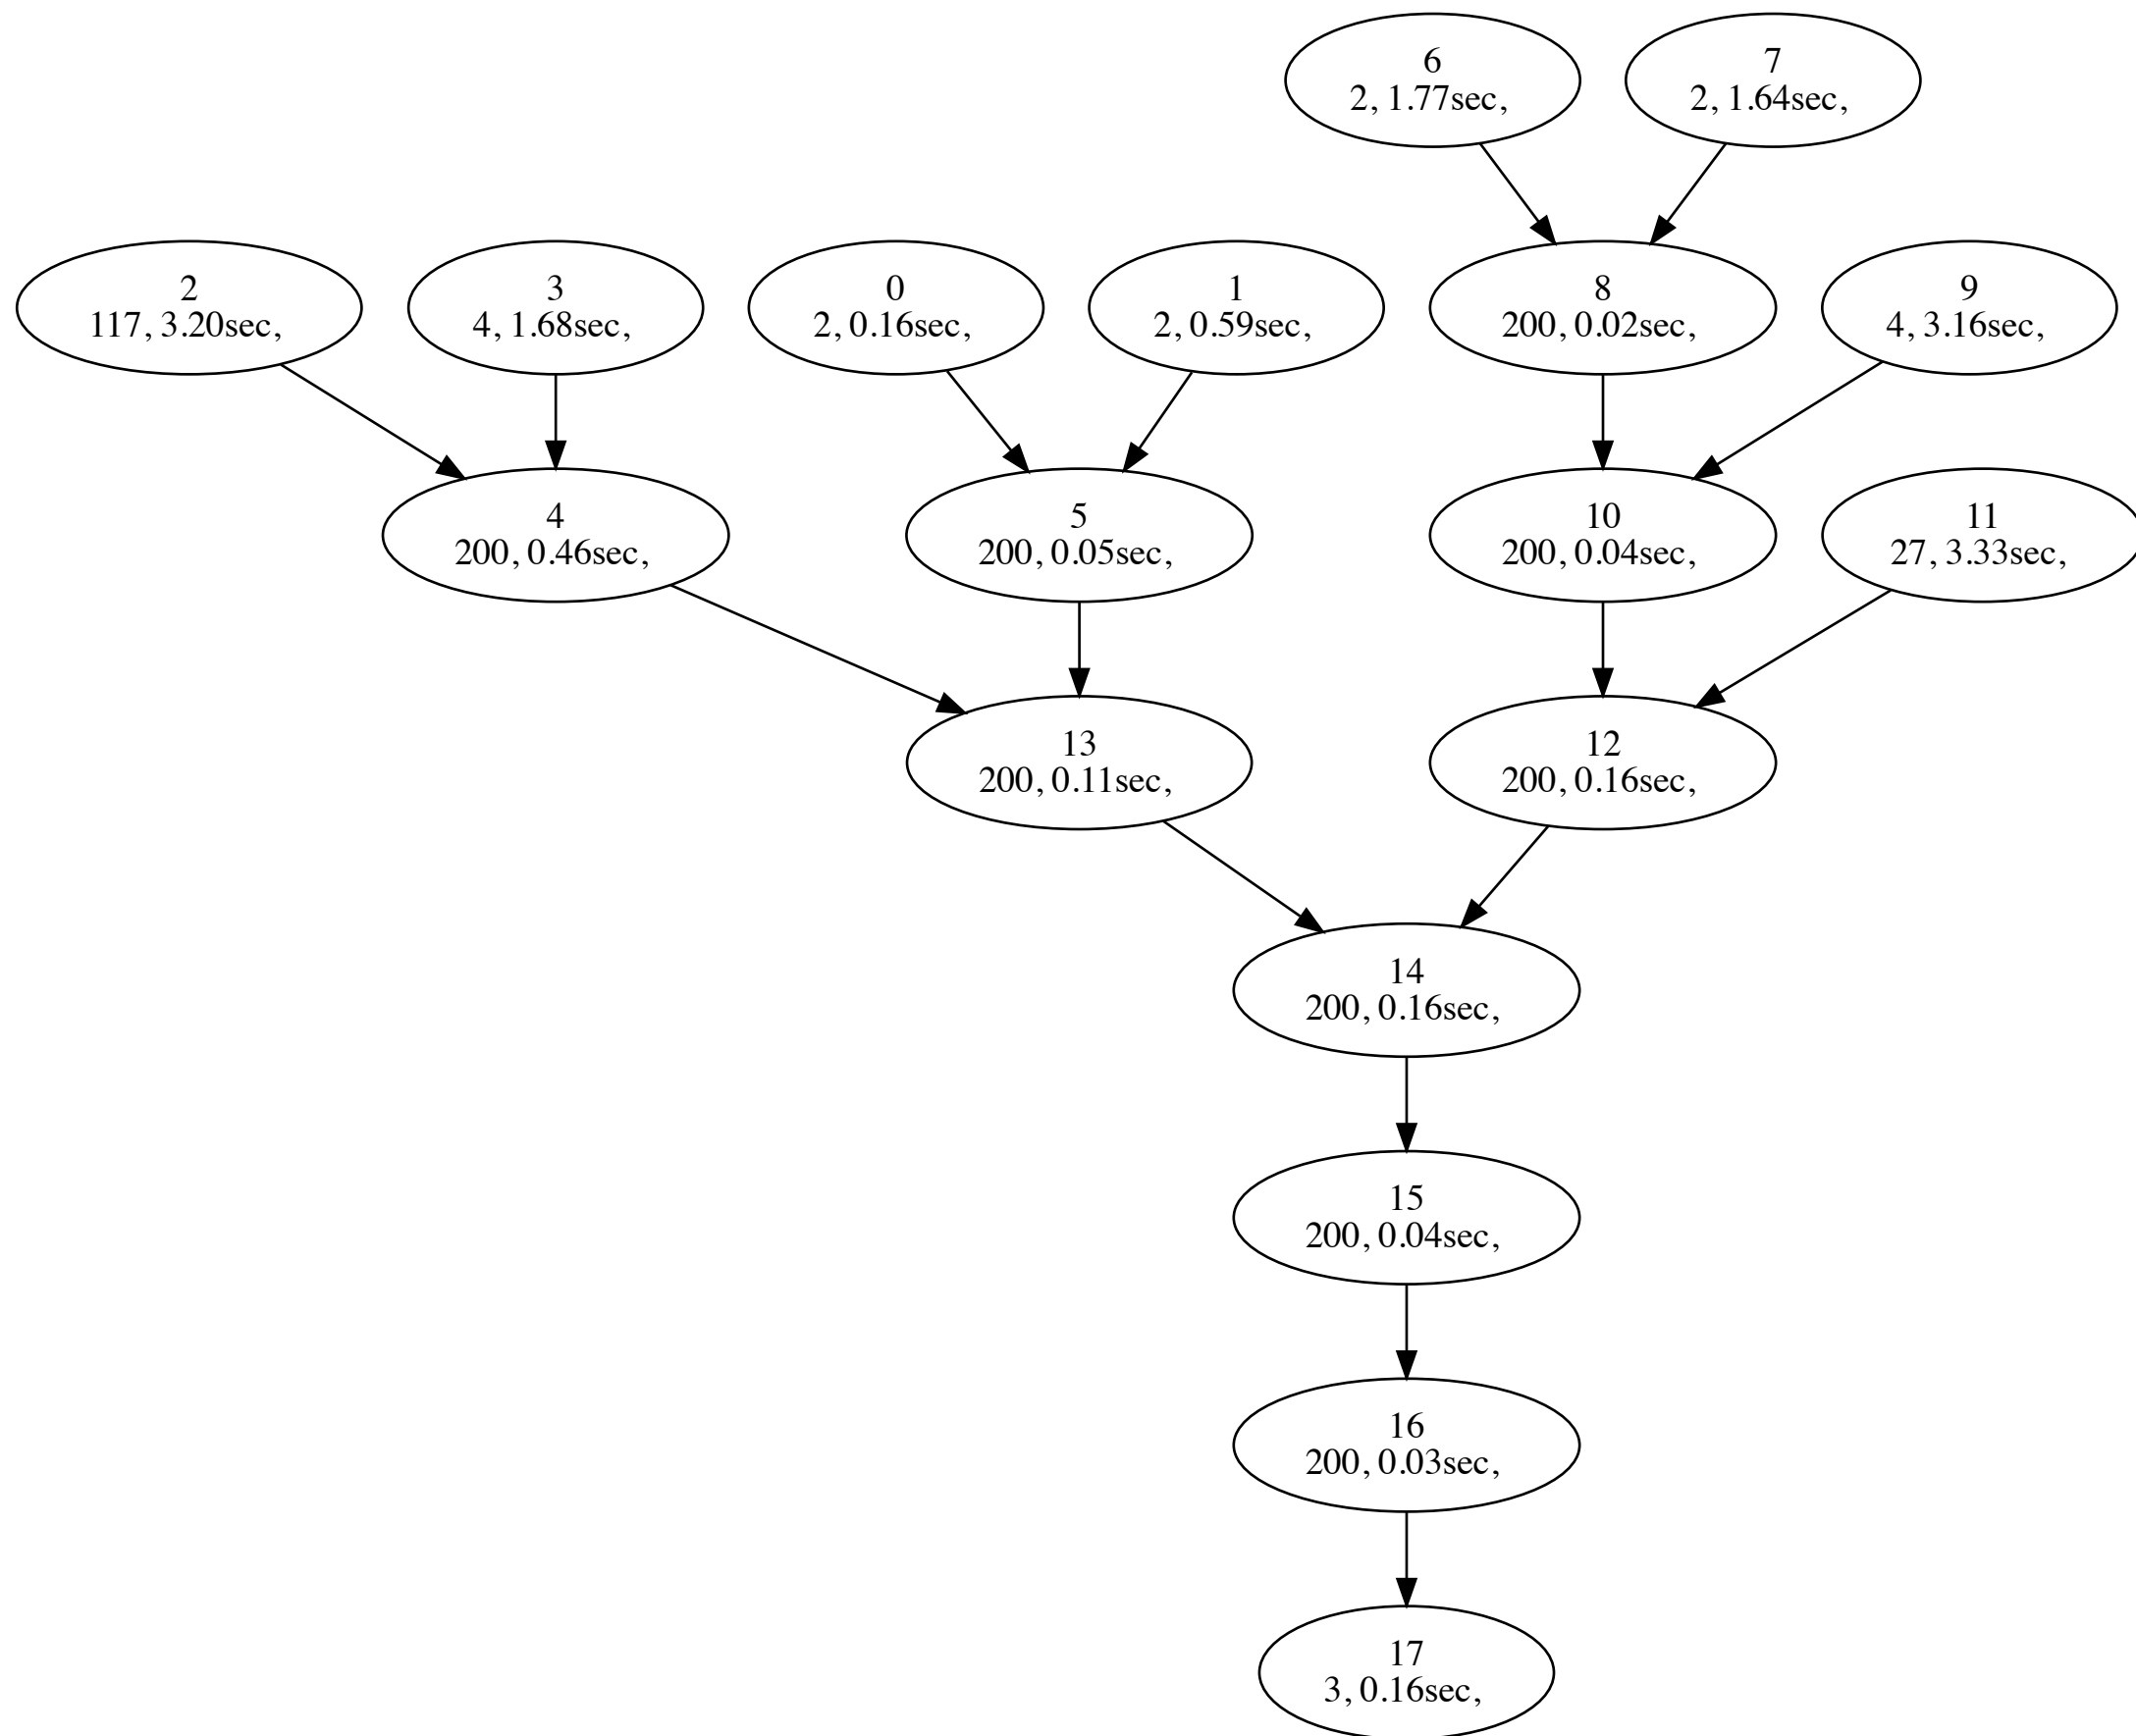 6
2, 1.77sec,
7
2, 1.64sec,
2
117, 3.20sec,
3
4, 1.68sec,
0
2, 0.16sec,
1
2, 0.59sec,
8
200, 0.02sec,
9
4, 3.16sec,
4
200, 0.46sec,
5
200, 0.05sec,
10
200, 0.04sec,
11
27, 3.33sec,
13
200, 0.11sec,
12
200, 0.16sec,
14
200, 0.16sec,
15
200, 0.04sec,
16
200, 0.03sec,
17
3, 0.16sec,